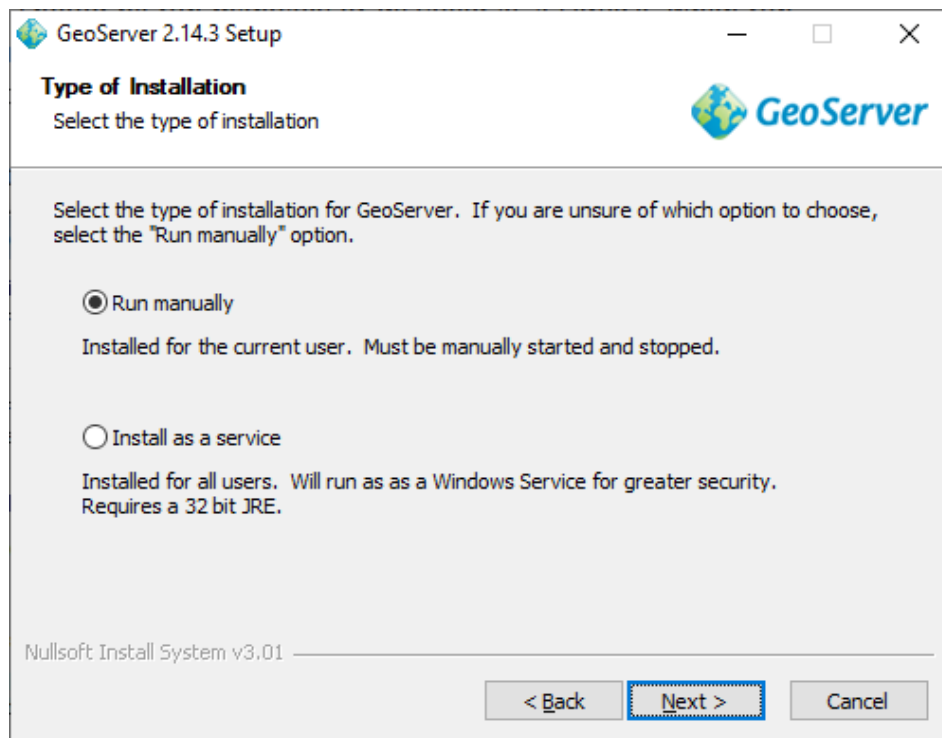 GeoServer 2.14.3 Setup
Type of Installation
Select the type of installation
GeoServer
Select the type of installation for GeoServer.  If you are unsure of which option to choose,
select the "Run manually" option.
Run manually
Installed for the current user.  Must be manually started and stopped.
Install as a service
Installed for all users.  Will run as as a Windows Service for greater security.
Requires a 32 bit JRE.
Nullsoft Install System v3.01
< Back
Next >
Cancel